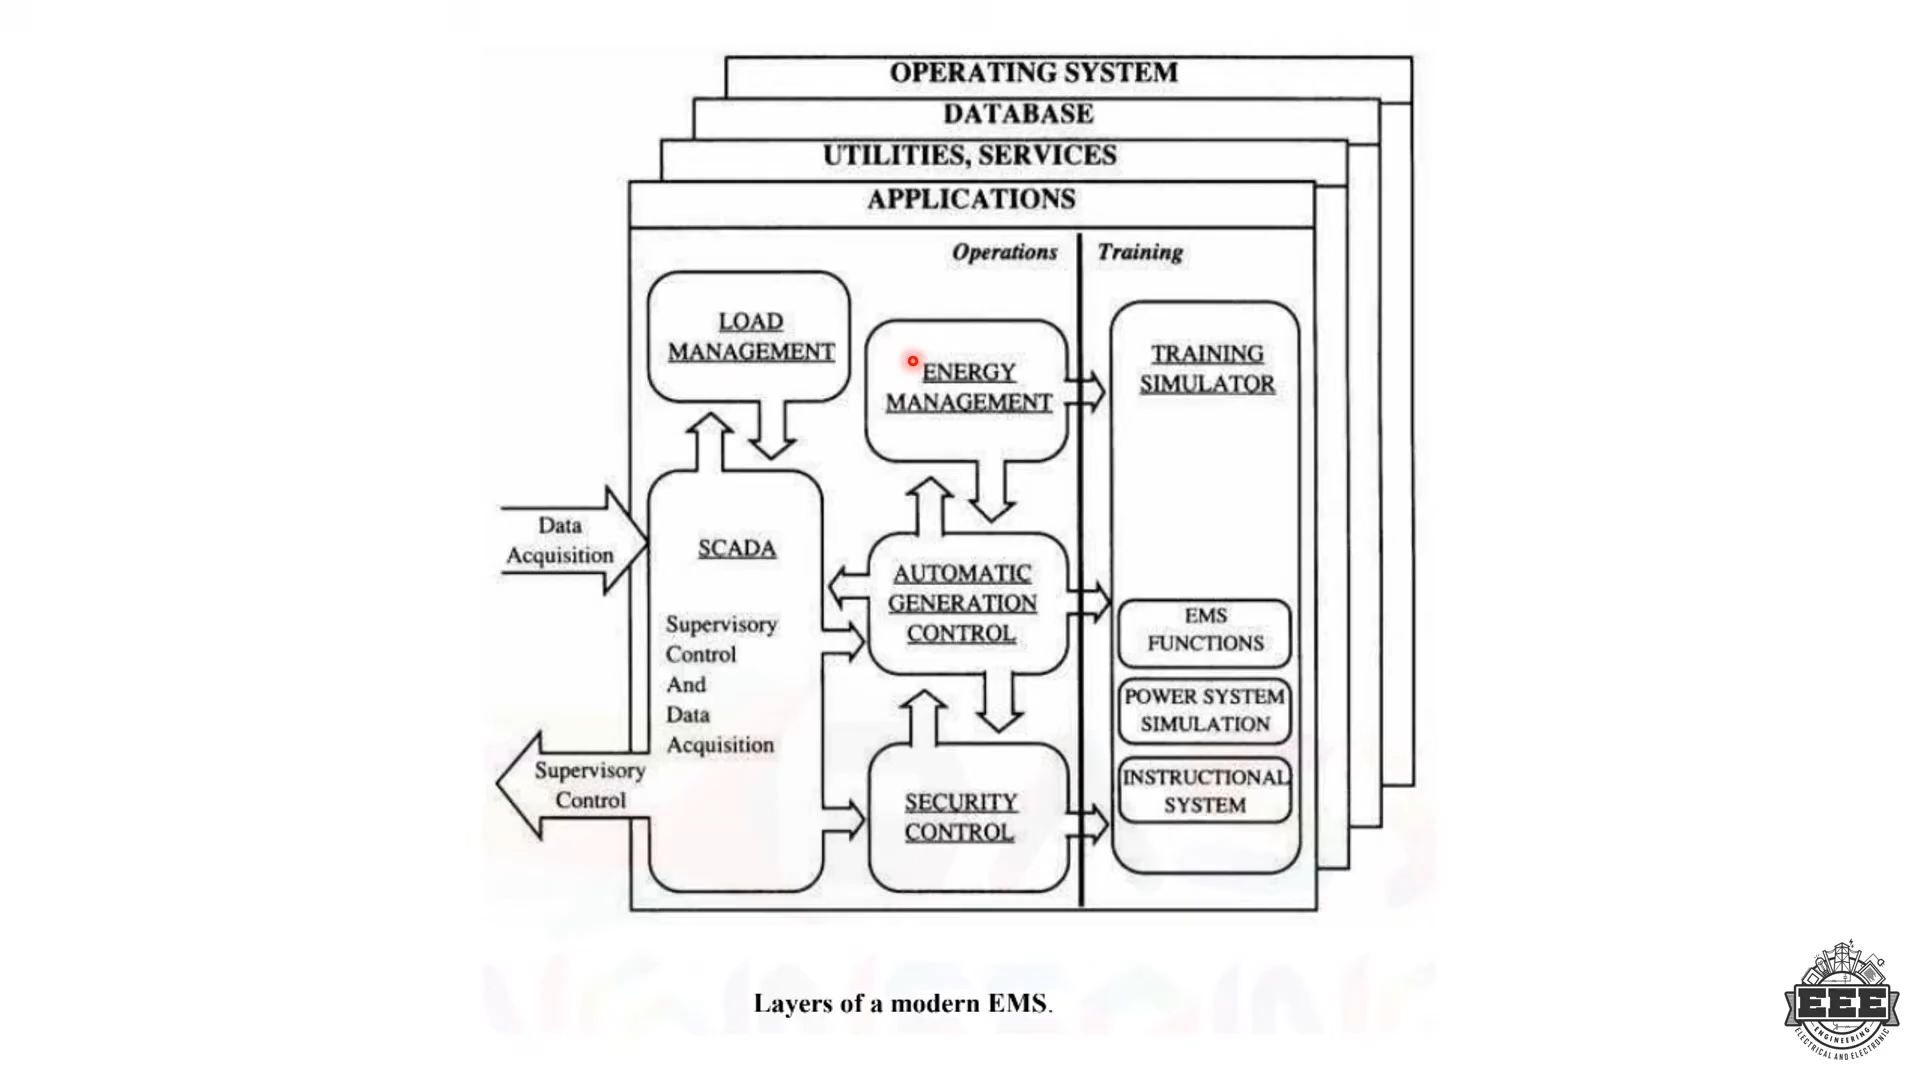 OPERATING SYSTEM
DATABASE
UTILITIES, SERVICES
APPLICATIONS
Operations
Training
LOAD
MANAGEMENT
ENERGY
MANAGEMENT
TRAINING
SIMULATOR
Data
Acquisition
SCADA
Supervisory
Control
And
Data
Acquisition
AUTOMATIC
GENERATION
CONTROL
EMS
FUNCTIONS
POWER SYSTEM
SIMULATION
INSTRUCTIONAL
SYSTEM
Supervisory
Control
SECURITY
CONTROL
Layers of a modern EMS.
EEE
ENGINEERING
ELECTRICAL AND ELECTRONIC